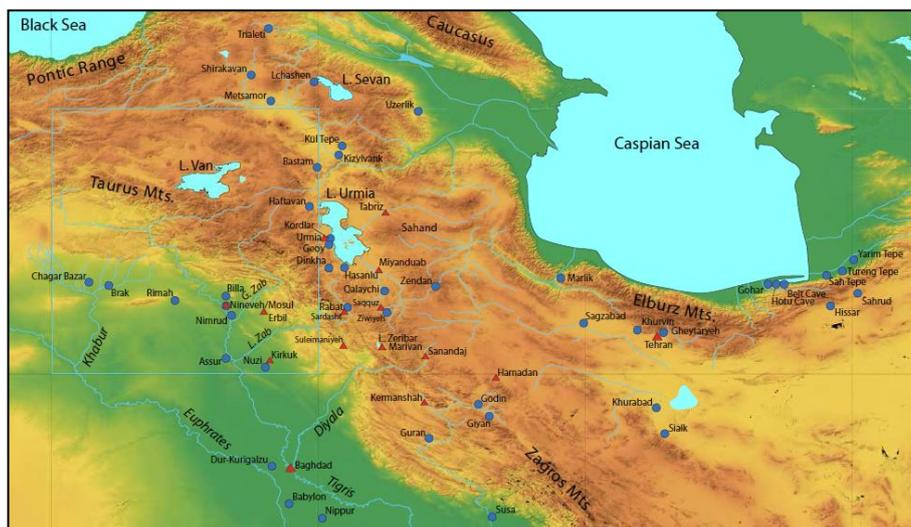 Black Sea
Trialeti
Caucasus
Pontic Range
Shirakavan
Lchashen
L. Sevan
Metsamor
Uzerlik
Kul Tepe
Kizylvank
Caspian Sea
Bastam
L. Van
Taurus Mts.
L. Urmia
Haftavan
Tabriz
Kordlar
Sahand
Urmia
Geoy
Dinkha
Hasanlu
Miyanduab
Yarim Tepe
Tureng Tepe
Sah Tepe
Chagar Bazar
Brak
Rimah
Billa
G. Zab
Qalaychi
Zendan
Marlik
Gohar
Belt Cave
Hotu Cave
Sahrud
Hissar
Nineveh/Mosul
Nimrud
Erbil
Rabat
Saqquz
Sardasht
Ziwiyeh
Elburz Mts.
Sagzabad
Khurvin
Gheytaryeh
Tehran
L. Zab
Suleimaniyeh
L. Zeribar
Marivan
Sanandaj
Khabur
Assur
Nuzi
Kirkuk
Hamadan
Kermanshah
Godin
Giyan
Khurabad
Sialk
Euphrates
Diyala
Guran
Zagros Mts.
Dur-Kurigalzu
Baghdad
Tigris
Babylon
Nippur
Susa